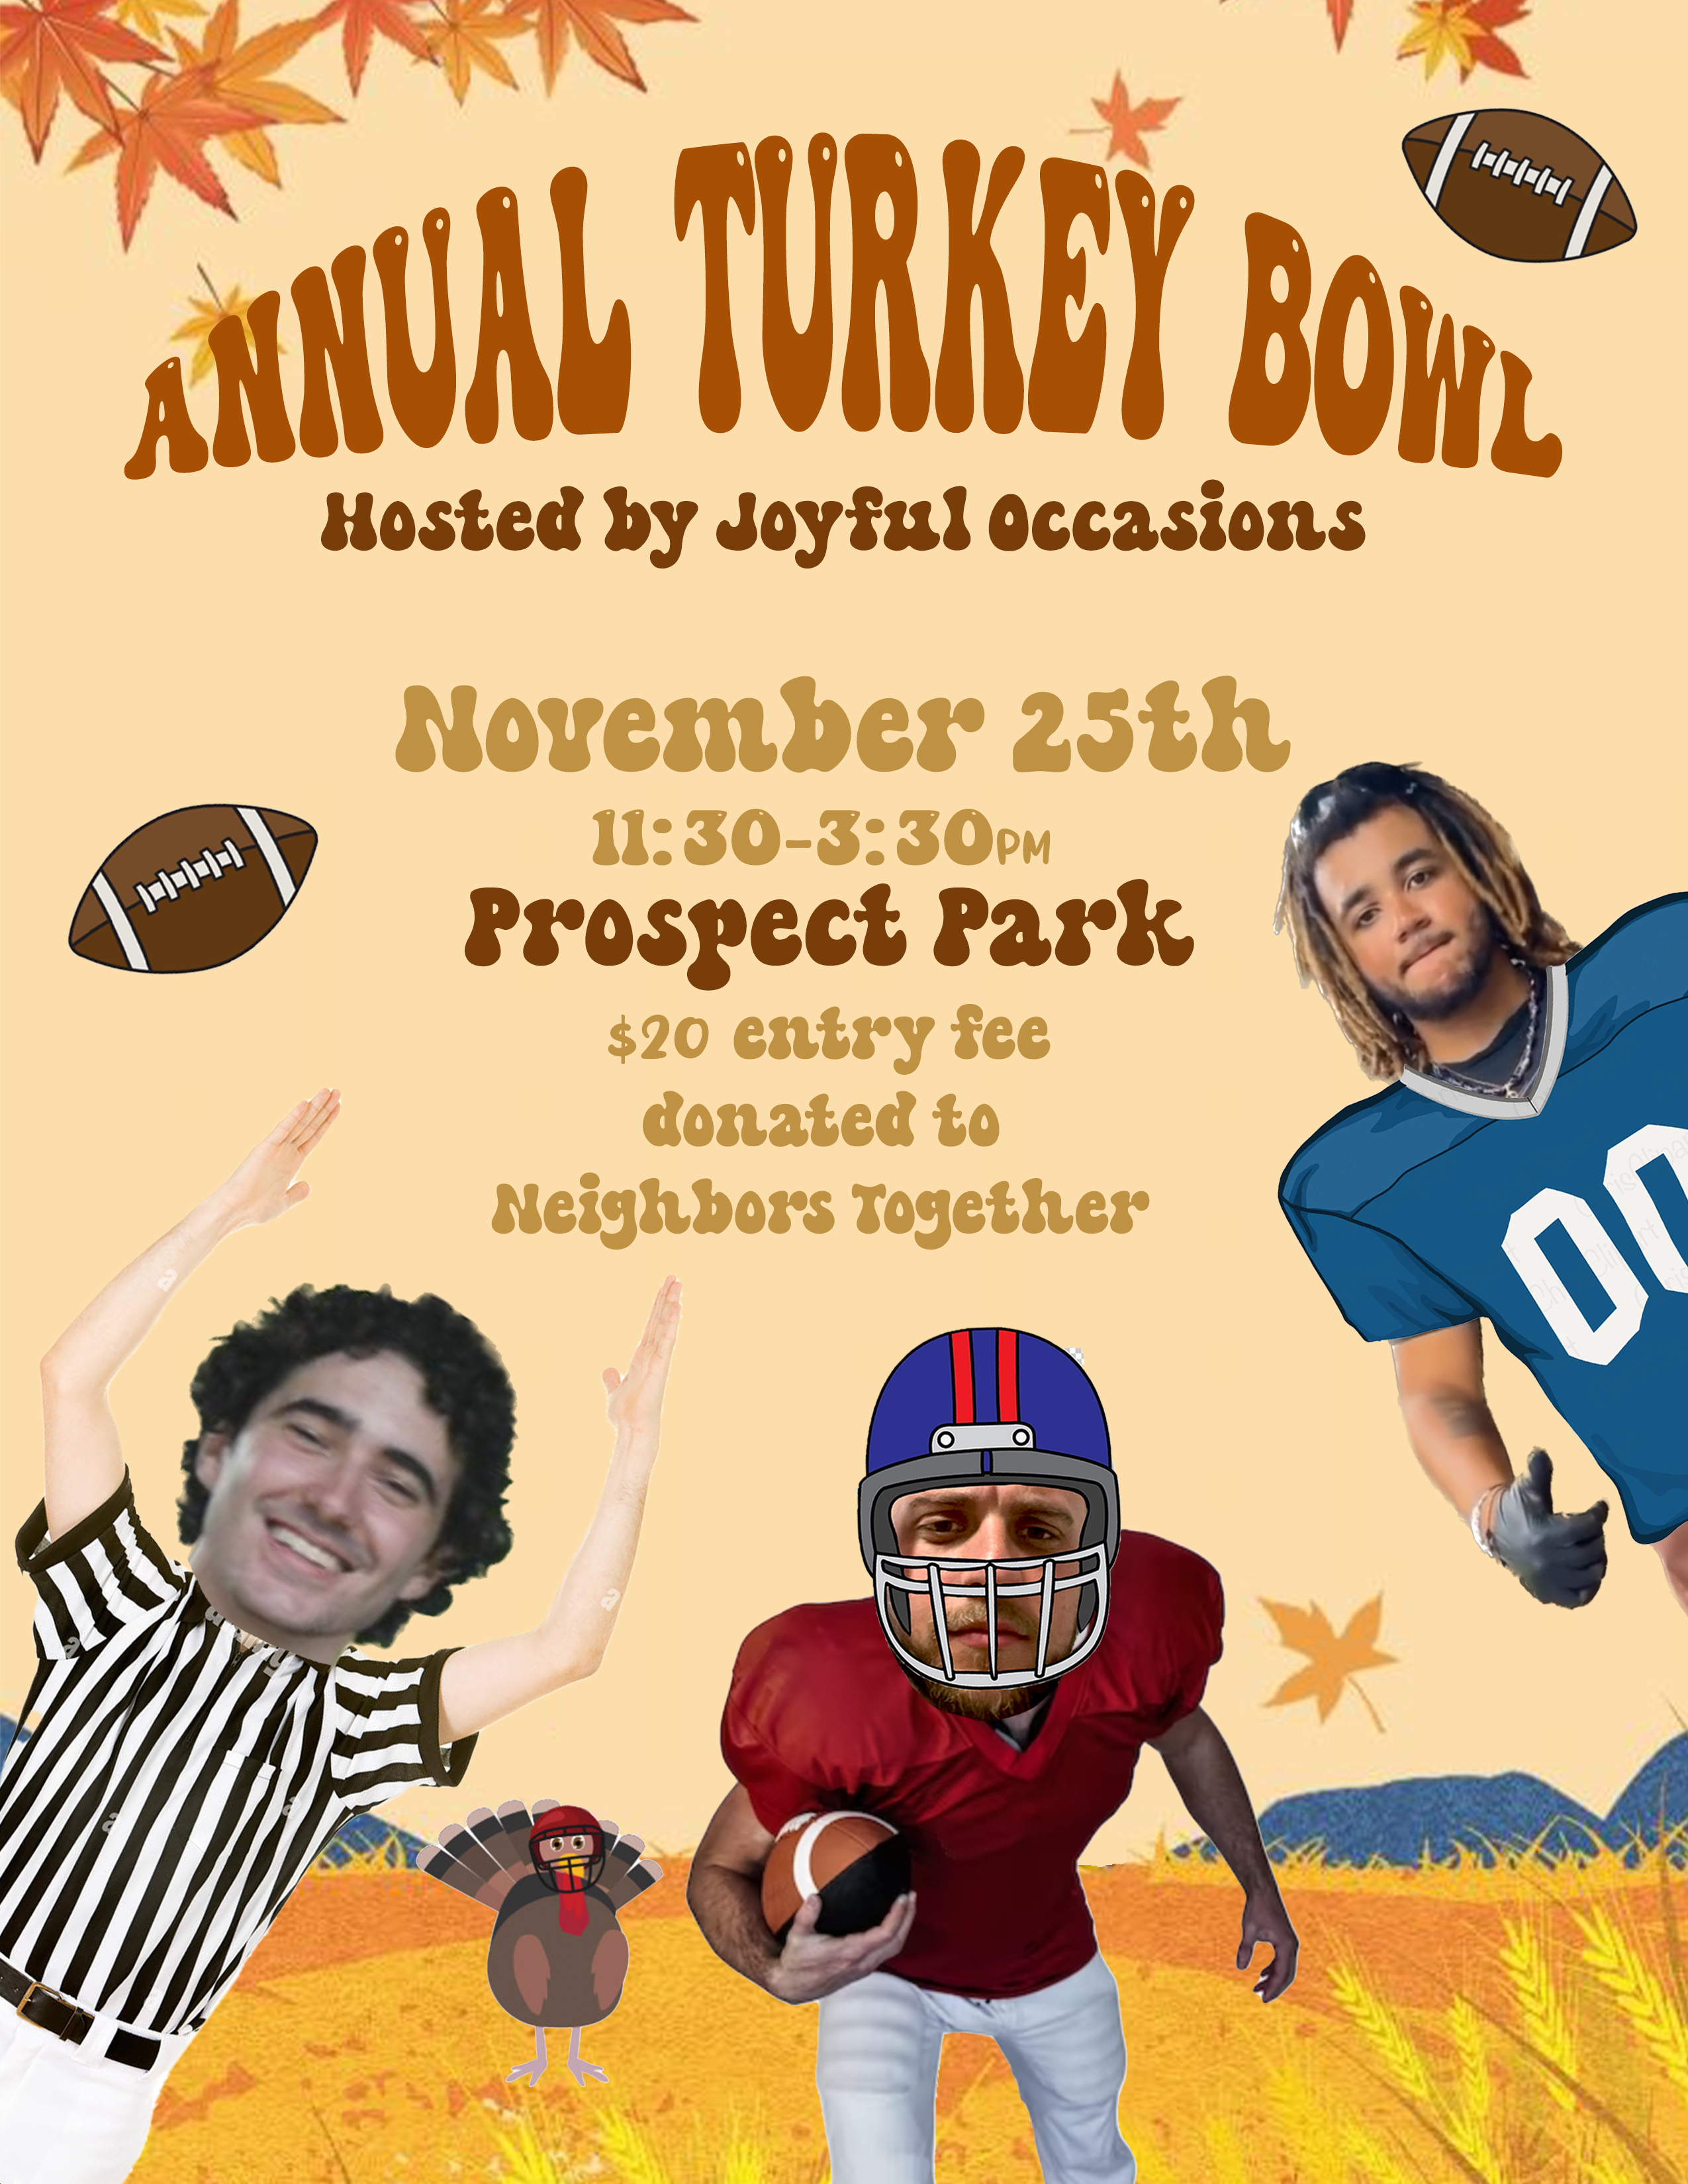 ANNUAL TURKEY BOWL
Hosted by Joyful Occasions
November 25th
11:30-3:30PM
Prospect Park
$20 entry fee
donated to
Neighbors Together
00